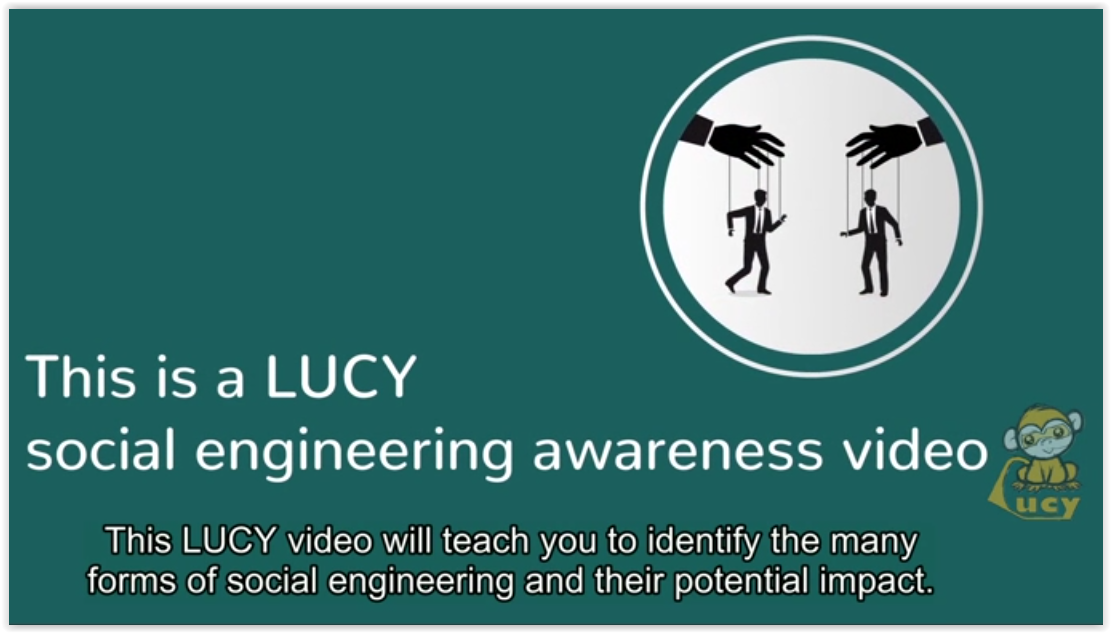 This is a LUCY
social engineering awareness video
Lucy
This LUCY video will teach you to identify the many
forms of social engineering and their potential impact.